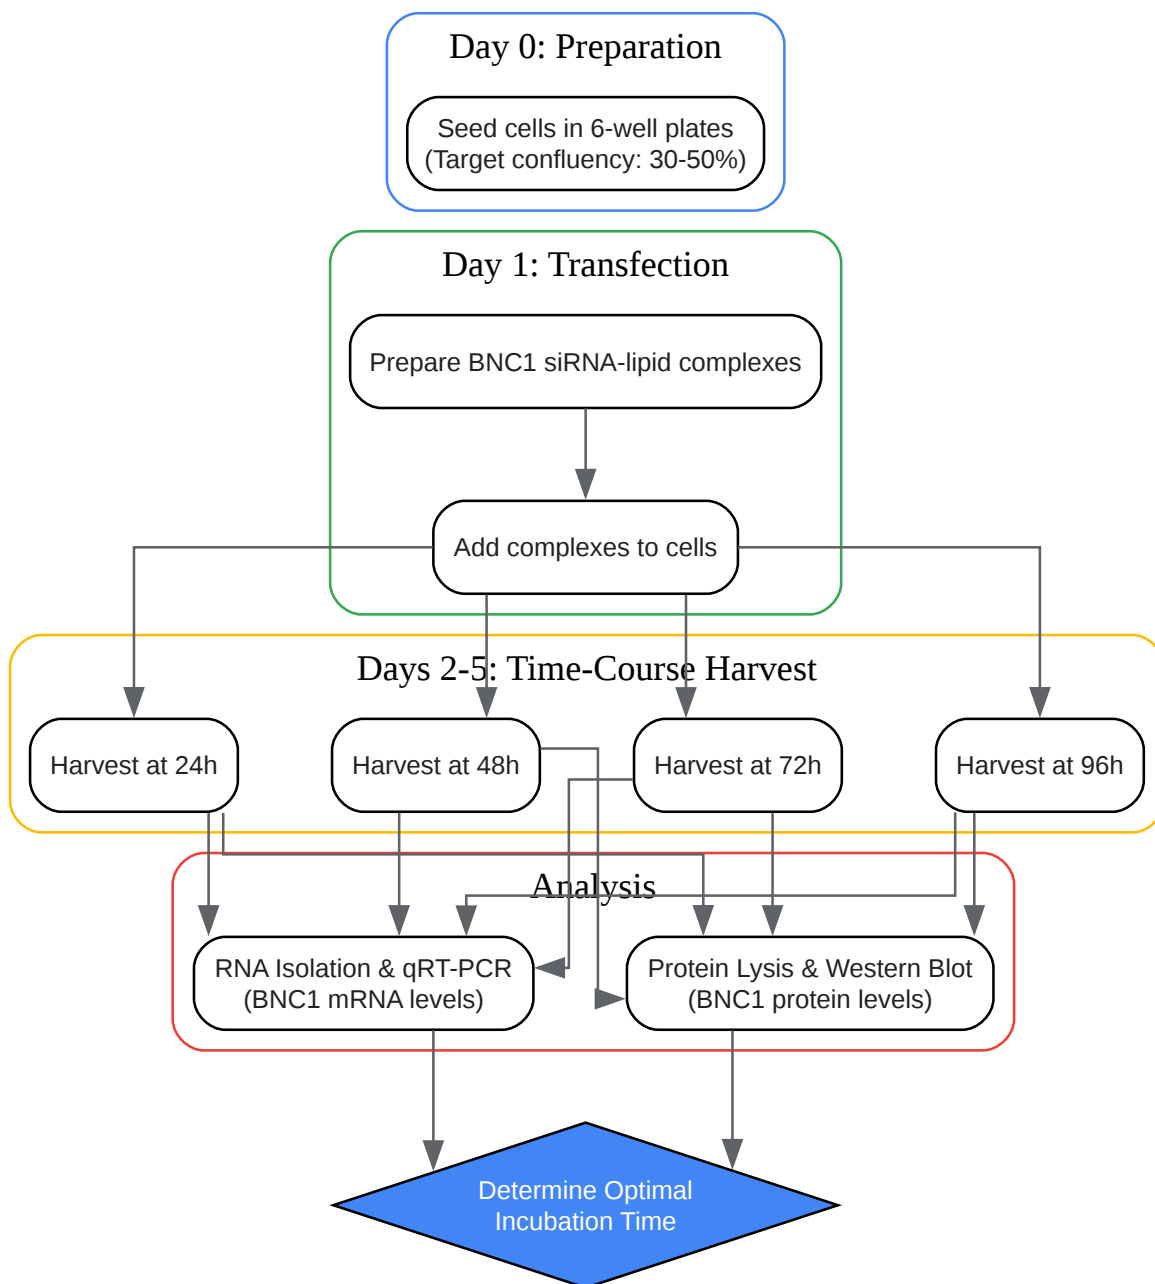 Day 0: Preparation
Seed cells in 6-well plates
(Target confluency: 30-50%)
Day 1: Transfection
Prepare BNC1 siRNA-lipid complexes
Add complexes to cells
Days 2-5: Time-Course Harvest
Harvest at 24h
Harvest at 48h
Harvest at 72h
Harvest at 96h
Analysis
RNA Isolation & qRT-PCR
(BNC1 mRNA levels)
Protein Lysis & Western Blot
(BNC1 protein levels)
Determine Optimal
Incubation Time